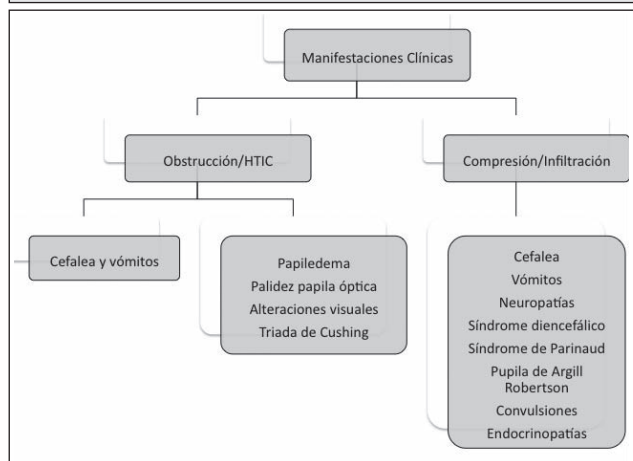 Manifestaciones Clínicas
Obstrucción/HTIC
Compresión/Infiltración
Cefalea y vómitos
Papiledema
Palidez papila óptica
Alteraciones visuales
Triada de Cushing
Cefalea
Vómitos
Neuropatías
Síndrome diencefálico
Síndrome de Parinaud
Pupila de Argill
Robertson
Convulsiones
Endocrinopatías